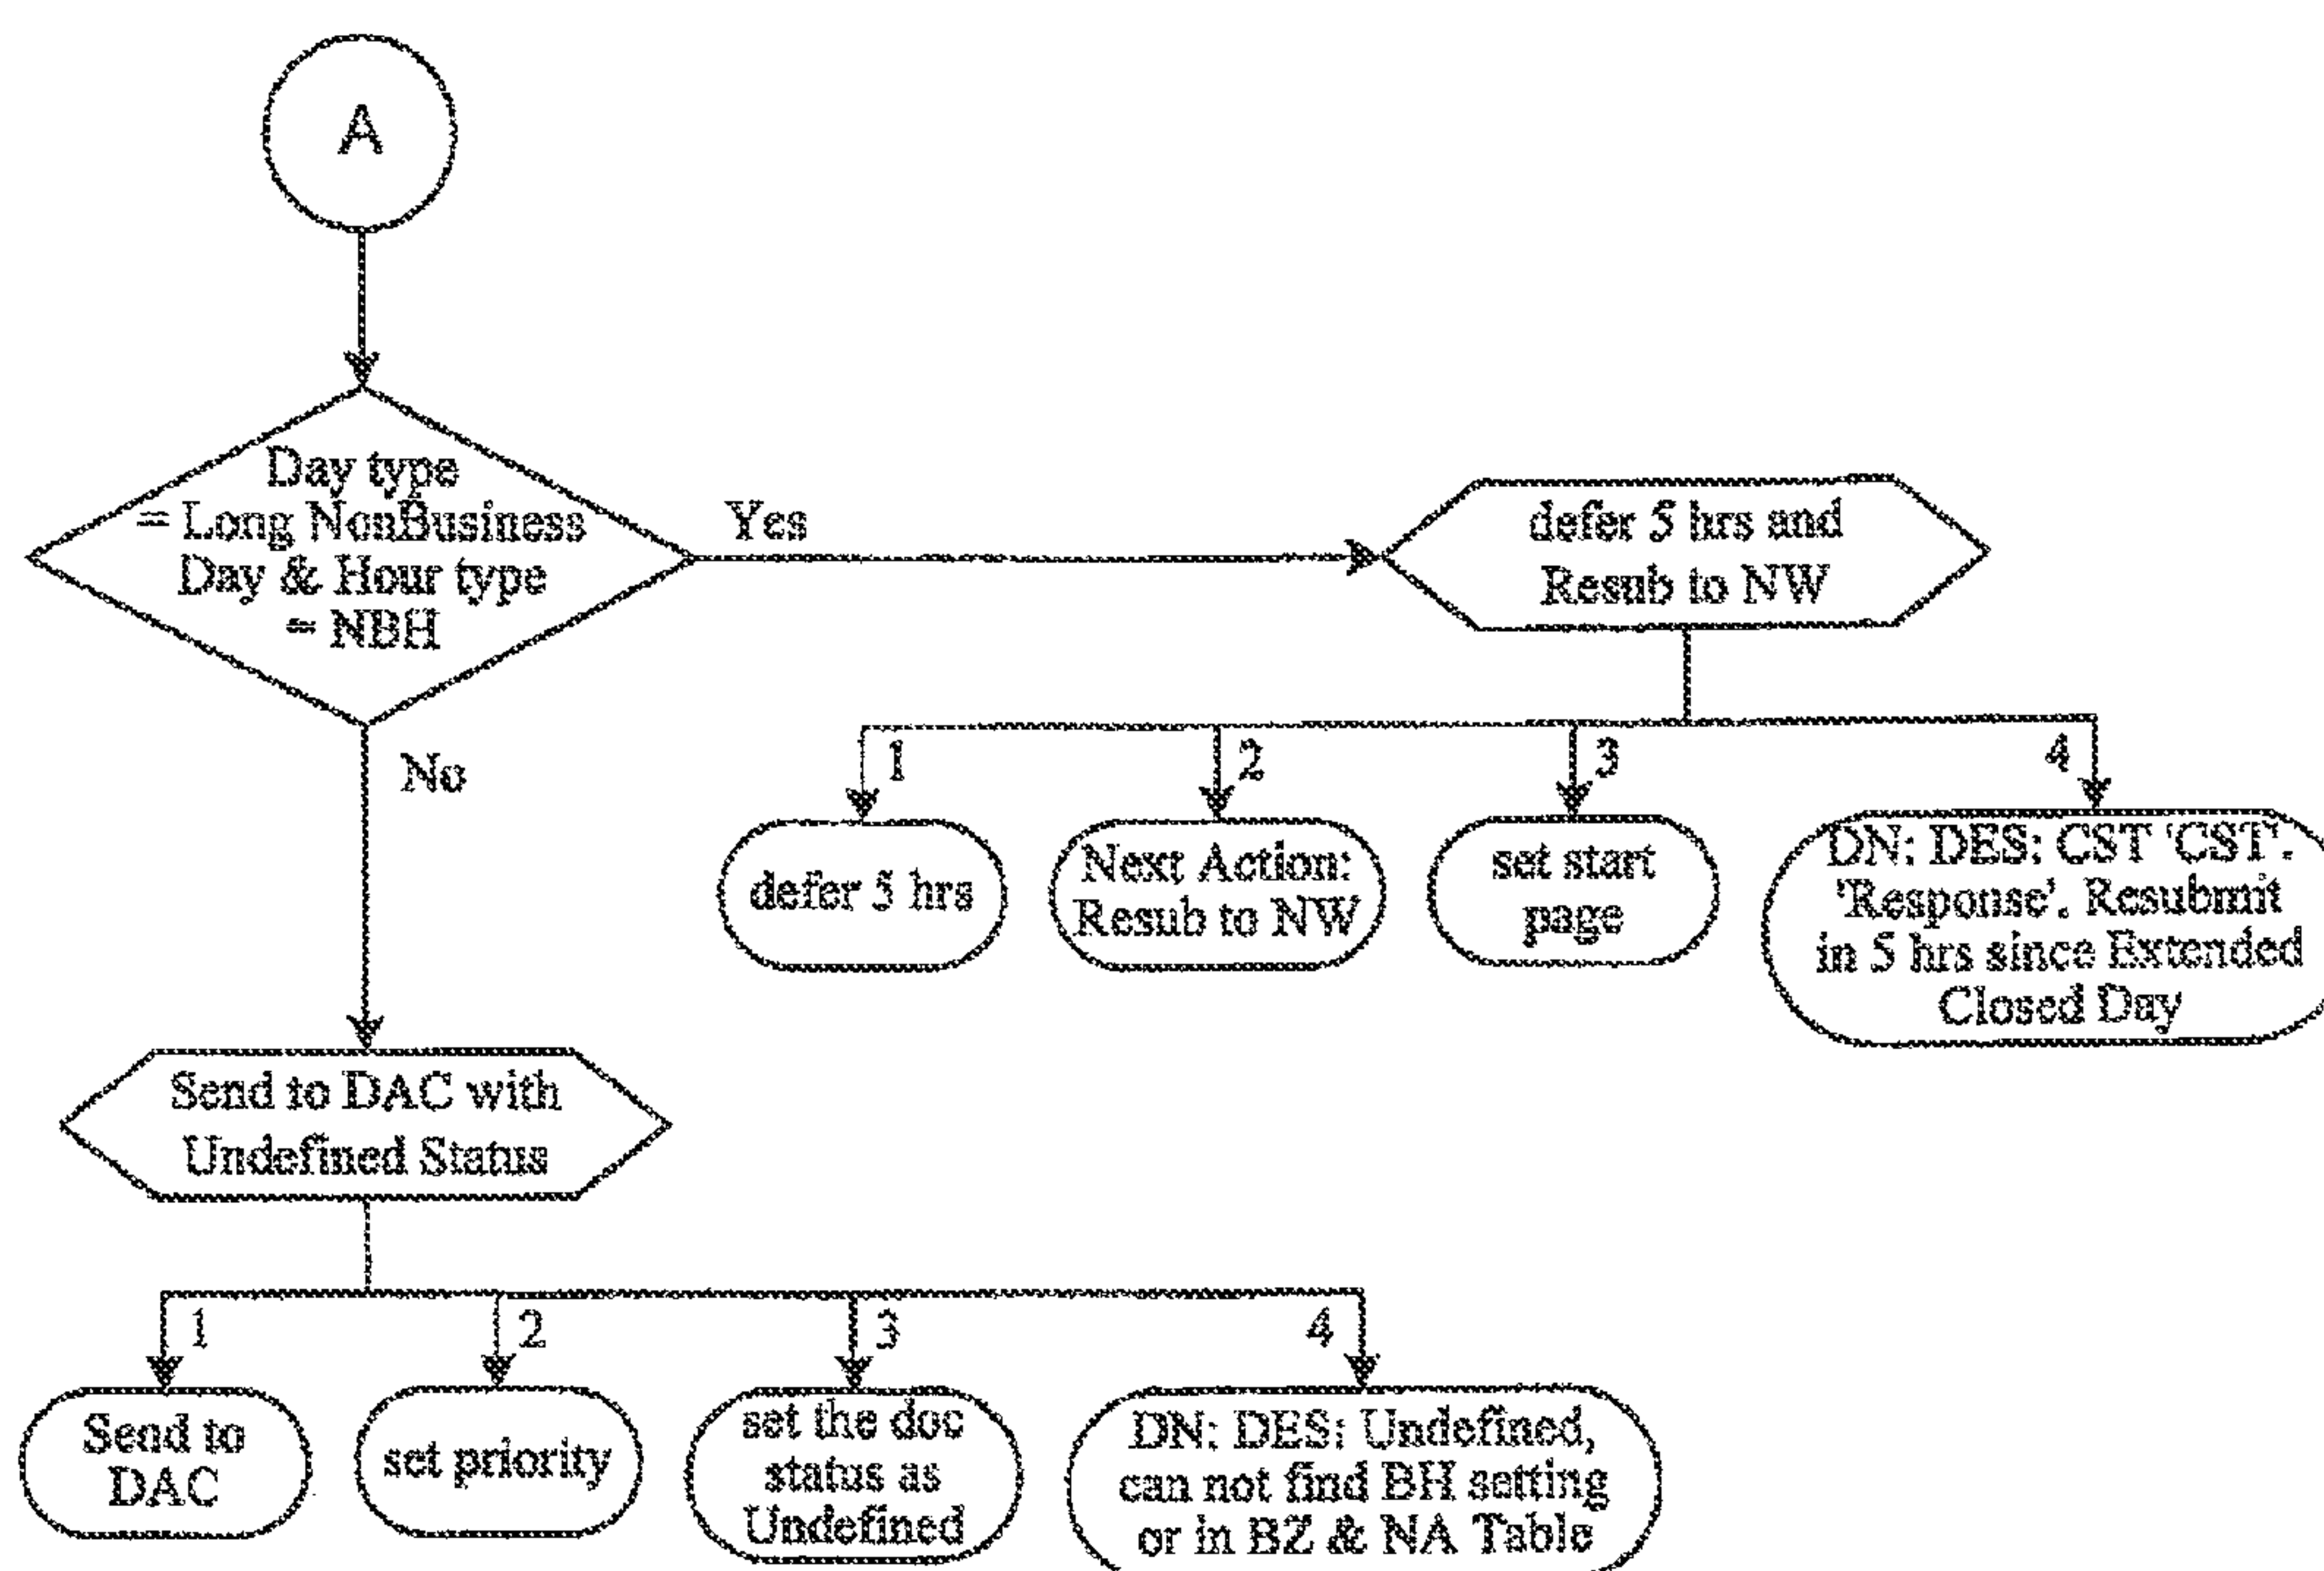 A
Day type
= Long NonBusiness
Day & Hour type
= NBH
Yes
defer 5 hrs and
Resub to NW
No
1
2
3
4
defer 5 hrs
Next Action:
Resub to NW
set start
page
DN: DES: CST 'CST'.
'Response'. Resubmit
in 5 hrs since Extended
Closed Day
Send to DAC with
Undefined Status
1
2
3
4
Send to
DAC
set priority
set the doc
status as
Undefined
DN: DES: Undefined,
can not find BH setting
or in BZ & NA Table